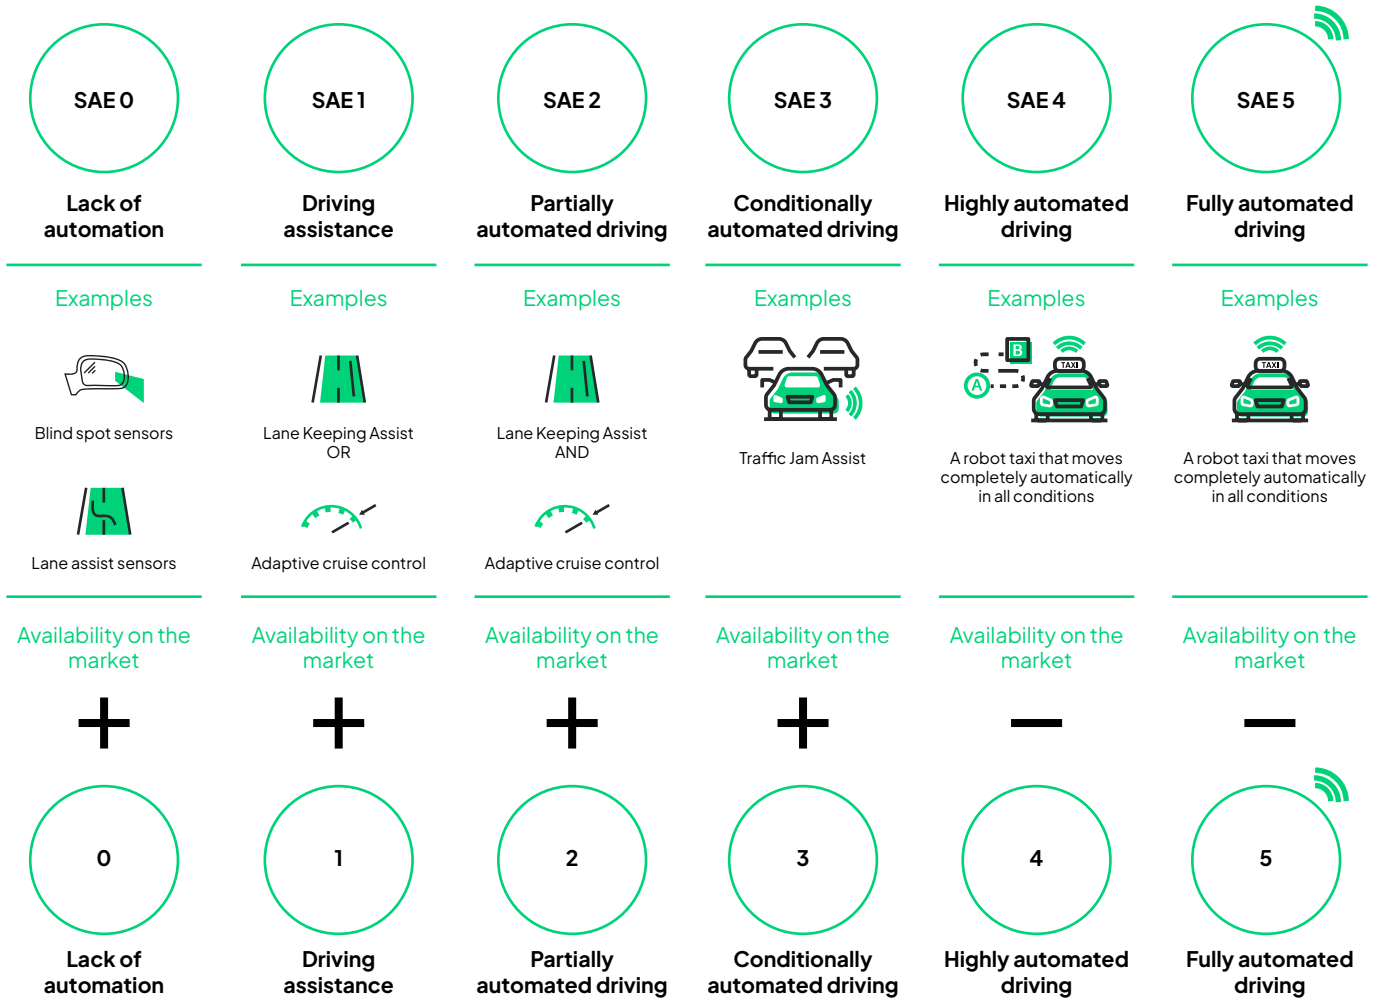 SAE 0
SAE 1
SAE 2
SAE 3
SAE 4
SAE 5
Lack of
automation
Driving
assistance
Partially
automated driving
Conditionally
automated driving
Highly automated
driving
Fully automated
driving
Examples
Examples
Examples
Examples
Examples
Examples
Blind spot sensors
Lane assist sensors
Lane Keeping Assist
OR
Adaptive cruise control
Lane Keeping Assist
AND
Adaptive cruise control
Traffic Jam Assist
A
B
TAXI
A robot taxi that moves
completely automatically
in all conditions
TAXI
A robot taxi that moves
completely automatically
in all conditions
Availability on the
market
Availability on the
market
Availability on the
market
Availability on the
market
Availability on the
market
Availability on the
market
+
+
+
+
−
−
0
1
2
3
4
5
Lack of
automation
Driving
assistance
Partially
automated driving
Conditionally
automated driving
Highly automated
driving
Fully automated
driving